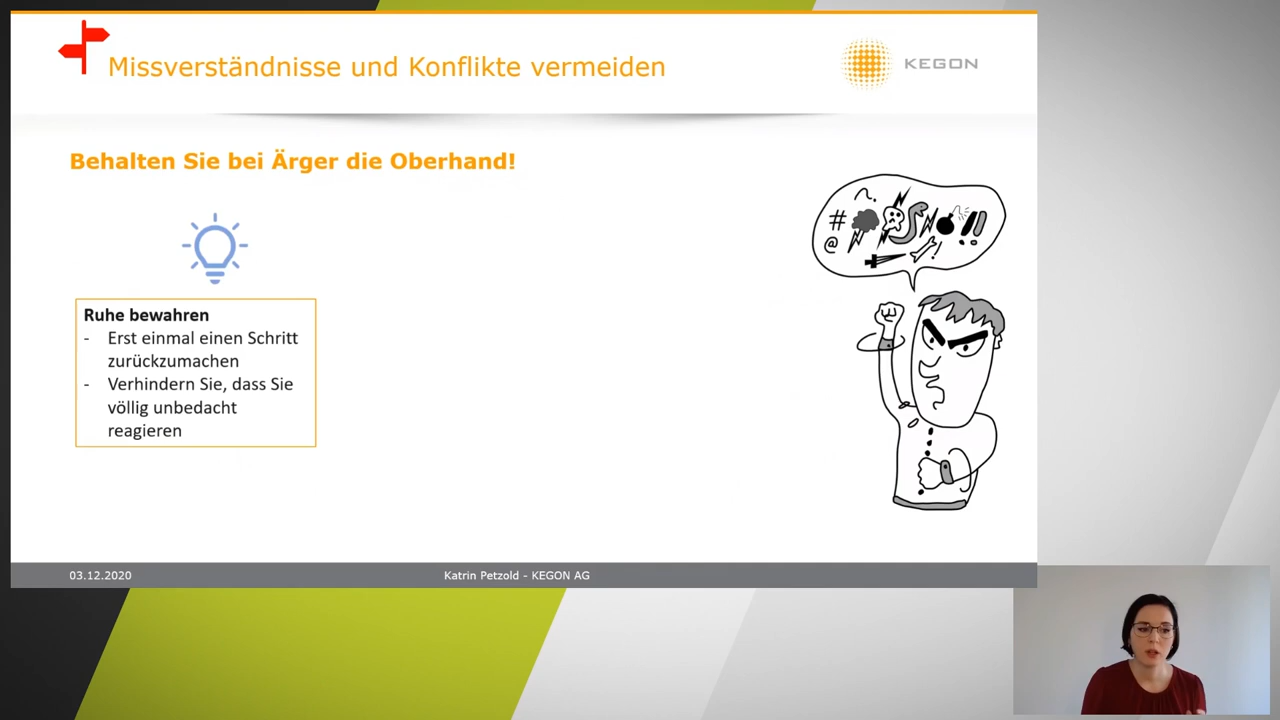 Missverständnisse und Konflikte vermeiden
KEGON
Behalten Sie bei Ärger die Oberhand!
#
@
Ruhe bewahren
- Erst einmal einen Schritt
zurückzumachen
- Verhindern Sie, dass Sie
völlig unbedacht
reagieren
03.12.2020
Katrin Petzold - KEGON AG